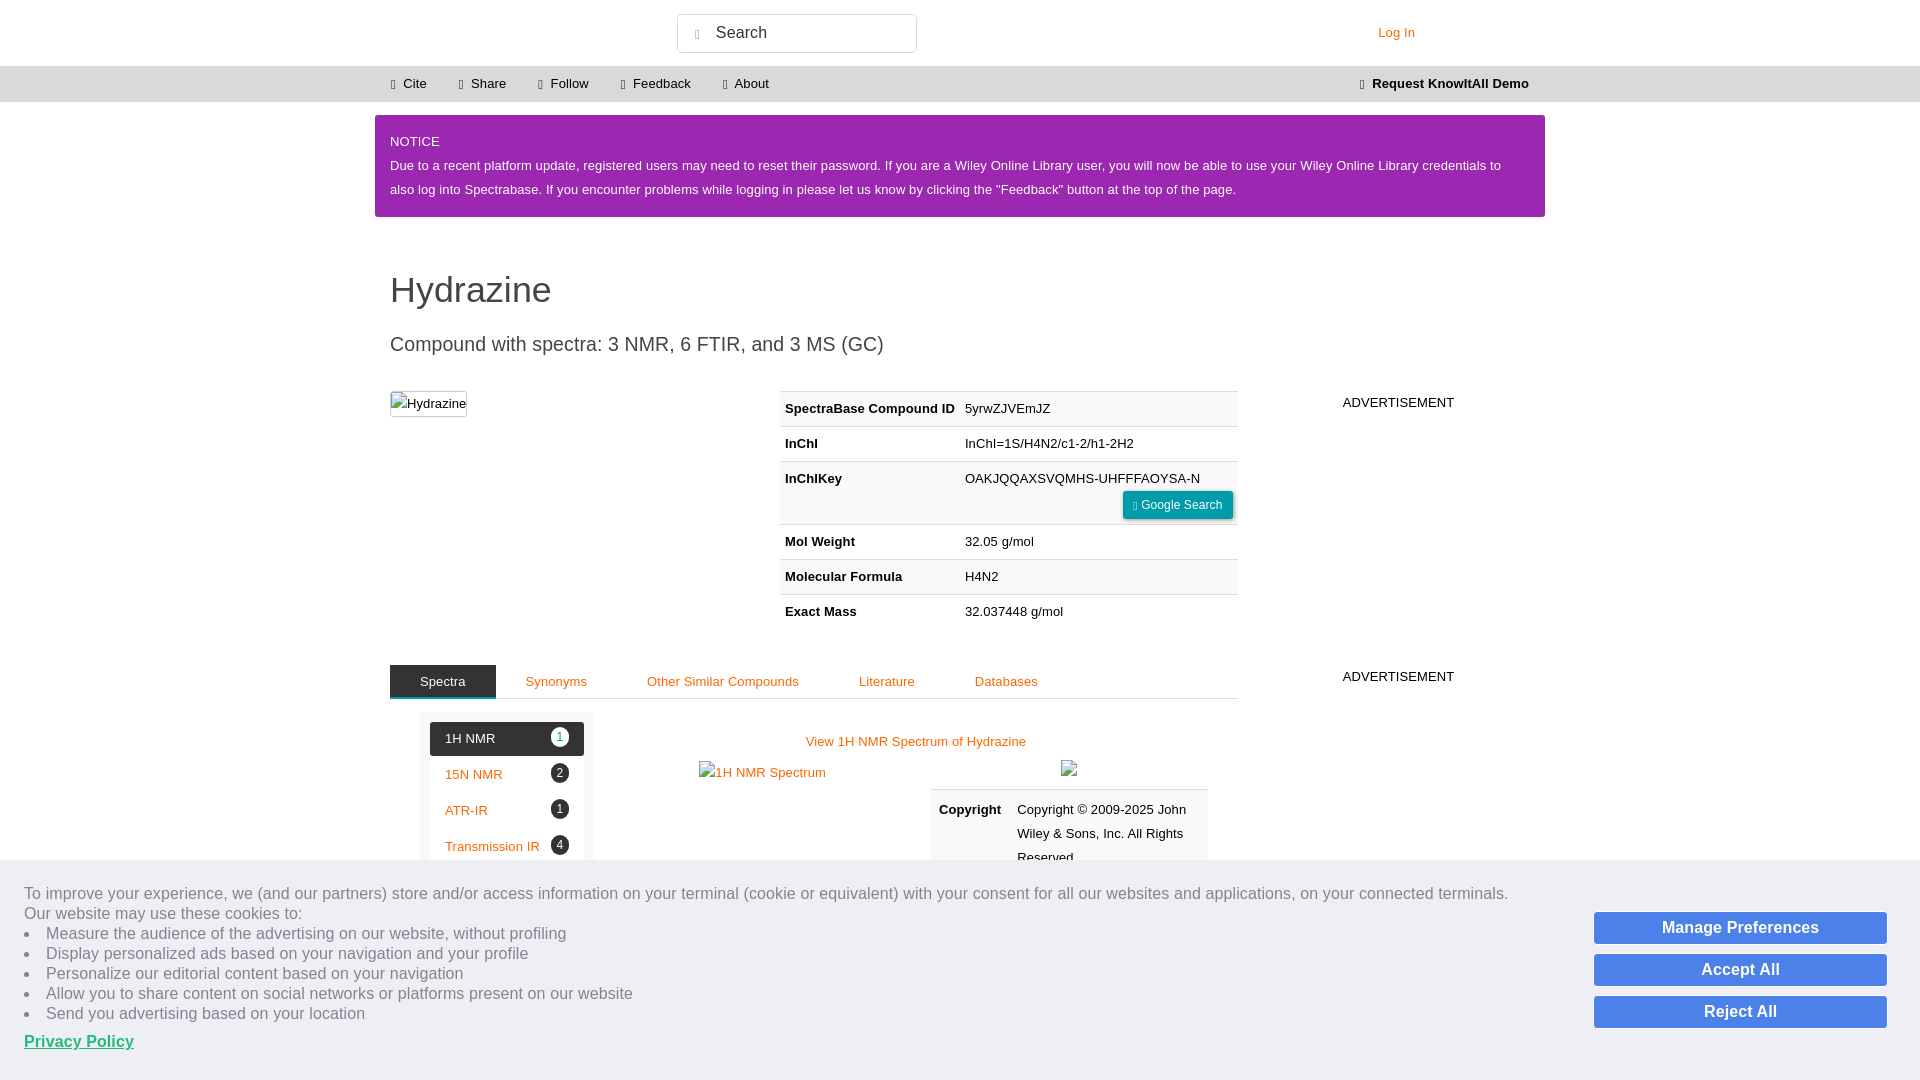 Search
Log In
Cite
Share
Follow
Feedback
About
Request KnowItAll Demo
NOTICE
Due to a recent platform update, registered users may need to reset their password. If you are a Wiley Online Library user, you will now be able to use your Wiley Online Library credentials to
also log into Spectrabase. If you encounter problems while logging in please let us know by clicking the "Feedback" button at the top of the page.
Hydrazine
Compound with spectra: 3 NMR, 6 FTIR, and 3 MS (GC)
Hydrazine
SpectraBase Compound ID 5yrwZJVEmJZ
InChI InChI=1S/H4N2/c1-2/h1-2H2
InChIKey OAKJQQAXSVQMHS-UHFFFAOYSA-N
Google Search
Mol Weight 32.05 g/mol
Molecular Formula H4N2
Exact Mass 32.037448 g/mol
ADVERTISEMENT
Spectra
Synonyms
Other Similar Compounds
Literature
Databases
ADVERTISEMENT
1H NMR 1
15N NMR 2
ATR-IR 1
Transmission IR 4
View 1H NMR Spectrum of Hydrazine
1H NMR Spectrum
Copyright Copyright © 2009-2025 John
Wiley & Sons, Inc. All Rights
Reserved.
To improve your experience, we (and our partners) store and/or access information on your terminal (cookie or equivalent) with your consent for all our websites and applications, on your connected terminals.
Our website may use these cookies to:
Measure the audience of the advertising on our website, without profiling
Display personalized ads based on your navigation and your profile
Personalize our editorial content based on your navigation
Allow you to share content on social networks or platforms present on our website
Send you advertising based on your location
Privacy Policy
Manage Preferences
Accept All
Reject All